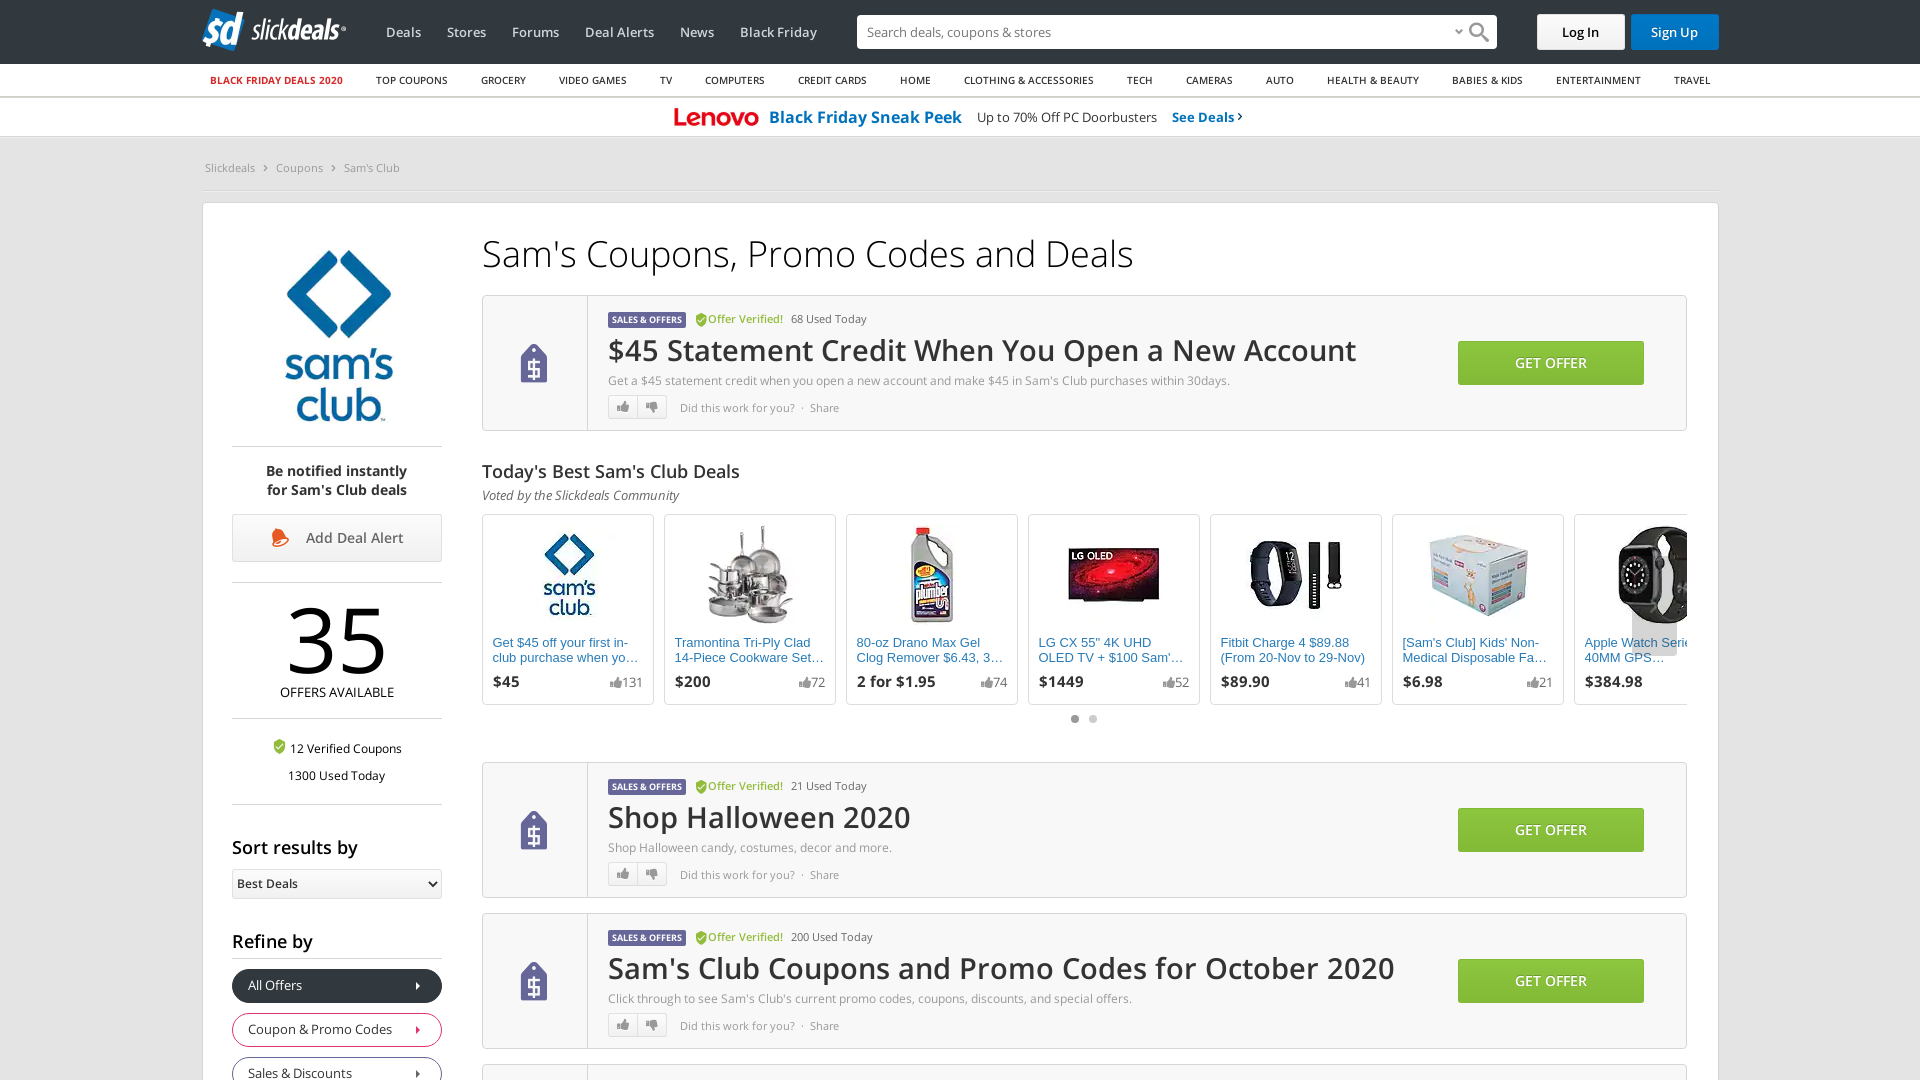 sd slickdeals
Deals Stores Forums Deal Alerts News Black Friday
Search deals, coupons & stores
Log In
Sign Up
BLACK FRIDAY DEALS 2020 TOP COUPONS GROCERY VIDEO GAMES TV COMPUTERS CREDIT CARDS HOME CLOTHING & ACCESSORIES TECH CAMERAS AUTO HEALTH & BEAUTY BABIES & KIDS ENTERTAINMENT TRAVEL
Lenovo Black Friday Sneak Peek Up to 70% Off PC Doorbusters See Deals
Slickdeals > Coupons > Sam's Club
sam's
club
Be notified instantly
for Sam's Club deals
Add Deal Alert
35
OFFERS AVAILABLE
12 Verified Coupons
1300 Used Today
Sort results by
Best Deals
Refine by
All Offers
Coupon & Promo Codes
Sales & Discounts
Sam's Coupons, Promo Codes and Deals
SALES & OFFERS Offer Verified! 68 Used Today
$45 Statement Credit When You Open a New Account
Get a $45 statement credit when you open a new account and make $45 in Sam's Club purchases within 30days.
Did this work for you? · Share
GET OFFER
Today's Best Sam's Club Deals
Voted by the Slickdeals Community
sam's
club
Get $45 off your first in-
club purchase when yo...
$45 131
Tramontina Tri-Ply Clad
14-Piece Cookware Set...
$200 72
plumber
80-oz Drano Max Gel
Clog Remover $6.43, 3...
2 for $1.95 74
LG OLED
LG CX 55" 4K UHD
OLED TV + $100 Sam'...
$1449 52
Fitbit Charge 4 $89.88
(From 20-Nov to 29-Nov)
$89.90 41
[Sam's Club] Kids' Non-
Medical Disposable Fa...
$6.98 21
Apple Watch Serie
40MM GPS...
$384.98
SALES & OFFERS Offer Verified! 21 Used Today
Shop Halloween 2020
Shop Halloween candy, costumes, decor and more.
Did this work for you? · Share
GET OFFER
SALES & OFFERS Offer Verified! 200 Used Today
Sam's Club Coupons and Promo Codes for October 2020
Click through to see Sam's Club's current promo codes, coupons, discounts, and special offers.
Did this work for you? · Share
GET OFFER